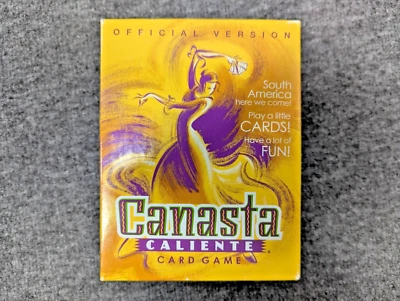 OFFICIAL VERSION
South
America
here we come!
Play a little
CARDS!
Have a lot of
FUN!
Canasta
CALIENTE
CARD GAME